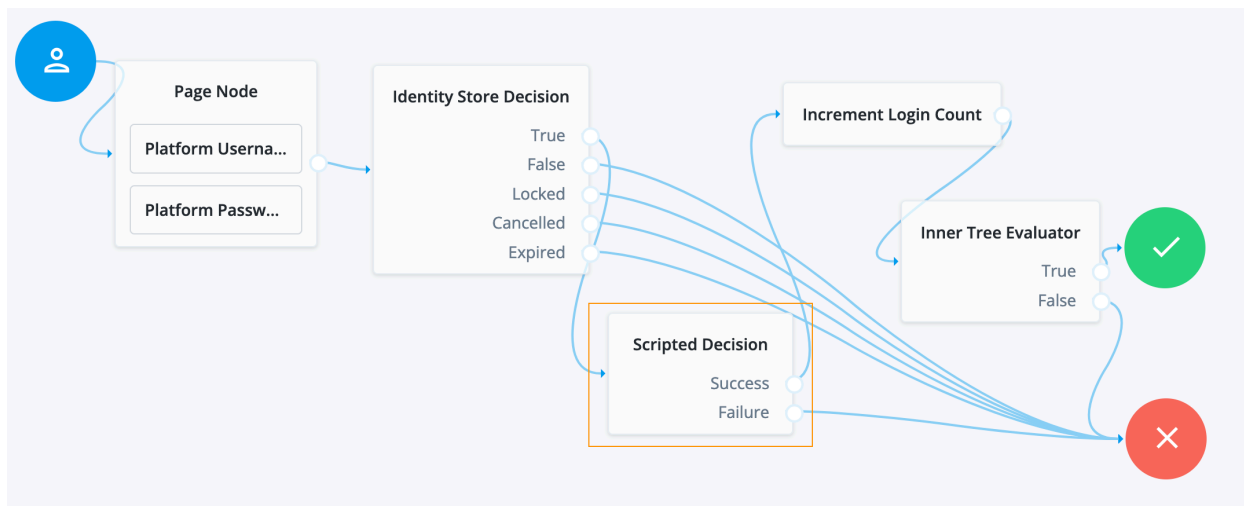 Page Node
Platform Userna...
Platform Passw...
Identity Store Decision
True
False
Locked
Cancelled
Expired
Scripted Decision
Success
Failure
Increment Login Count
Inner Tree Evaluator
True
False